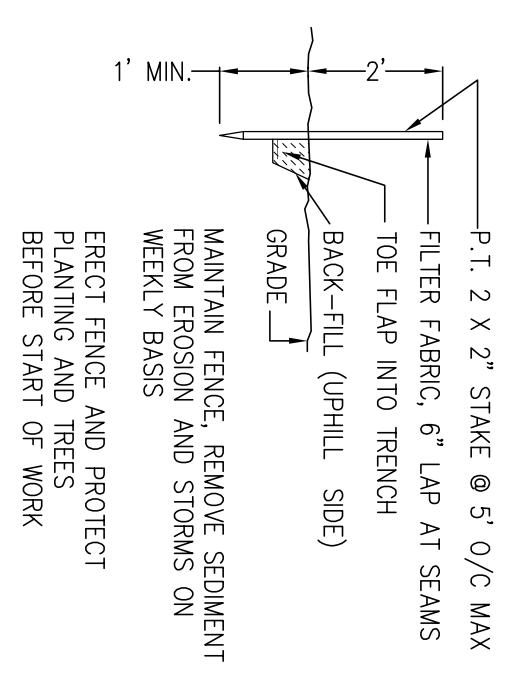 P.T. 2 X 2" STAKE @ 5' O/C MAX
FILTER FABRIC, 6" LAP AT SEAMS
TOE FLAP INTO TRENCH
BACK-FILL (UPHILL SIDE)
GRADE
2'
1' MIN.
MAINTAIN FENCE, REMOVE SEDIMENT
FROM EROSION AND STORMS ON
WEEKLY BASIS
ERECT FENCE AND PROTECT
PLANTING AND TREES
BEFORE START OF WORK